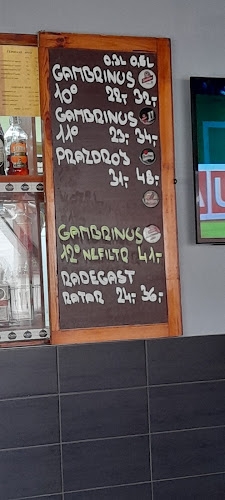 0,3L 0,5L
GAMBRINUS
10° 22,- 32,-
GAMBRINUS
11° 23,- 34,-
PRAZDROJ
31,- 48,-
GAMBRINUS
12° NEFILTR 41,-
RADEGAST
RATAR 24,- 36,-